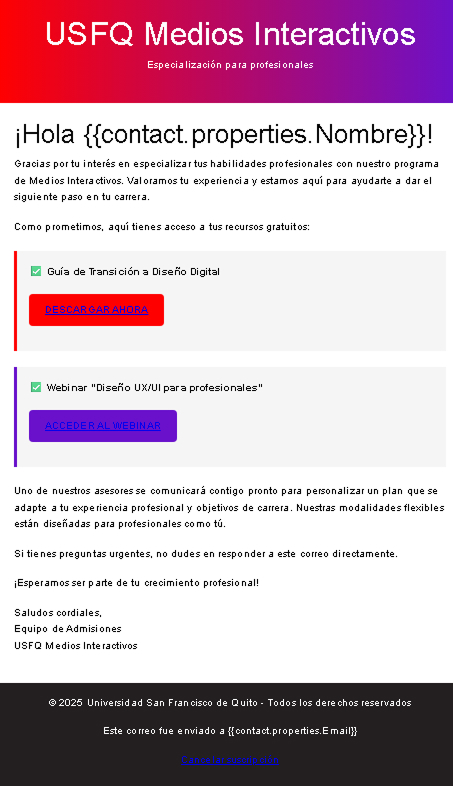 USFQ Medios Interactivos
Especialización para profesionales
¡Hola {{contact.properties.Nombre}}!
Gracias por tu interés en especializar tus habilidades profesionales con nuestro programa
de Medios Interactivos. Valoramos tu experiencia y estamos aquí para ayudarte a dar el
siguiente paso en tu carrera.
Como prometimos, aquí tienes acceso a tus recursos gratuitos:
✅ Guía de Transición a Diseño Digital
DESCARGAR AHORA
✅ Webinar "Diseño UX/UI para profesionales"
ACCEDER AL WEBINAR
Uno de nuestros asesores se comunicará contigo pronto para personalizar un plan que se
adapte a tu experiencia profesional y objetivos de carrera. Nuestras modalidades flexibles
están diseñadas para profesionales como tú.
Si tienes preguntas urgentes, no dudes en responder a este correo directamente.
¡Esperamos ser parte de tu crecimiento profesional!
Saludos cordiales,
Equipo de Admisiones
USFQ Medios Interactivos
© 2025 Universidad San Francisco de Quito - Todos los derechos reservados
Este correo fue enviado a {{contact.properties.Email}}